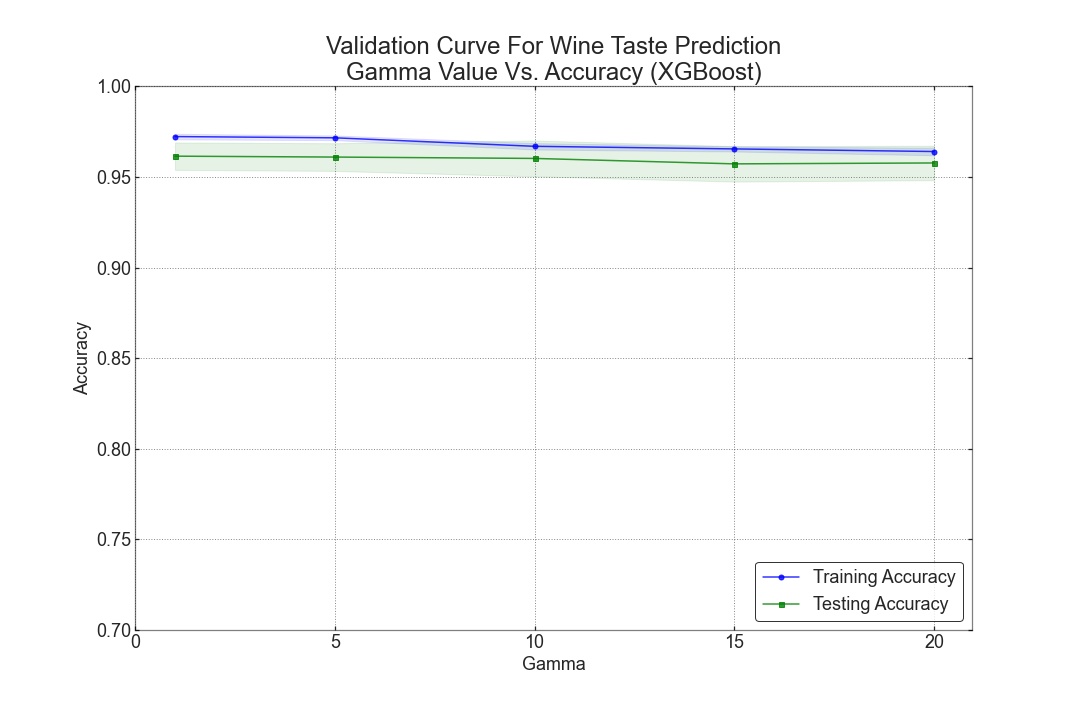 Validation Curve For Wine Taste Prediction
Gamma Value Vs. Accuracy (XGBoost)
1.00
0.95
0.90
0.85
0.80
0.75
0.70
Accuracy
Training Accuracy
Testing Accuracy
0 5 10 15 20
Gamma